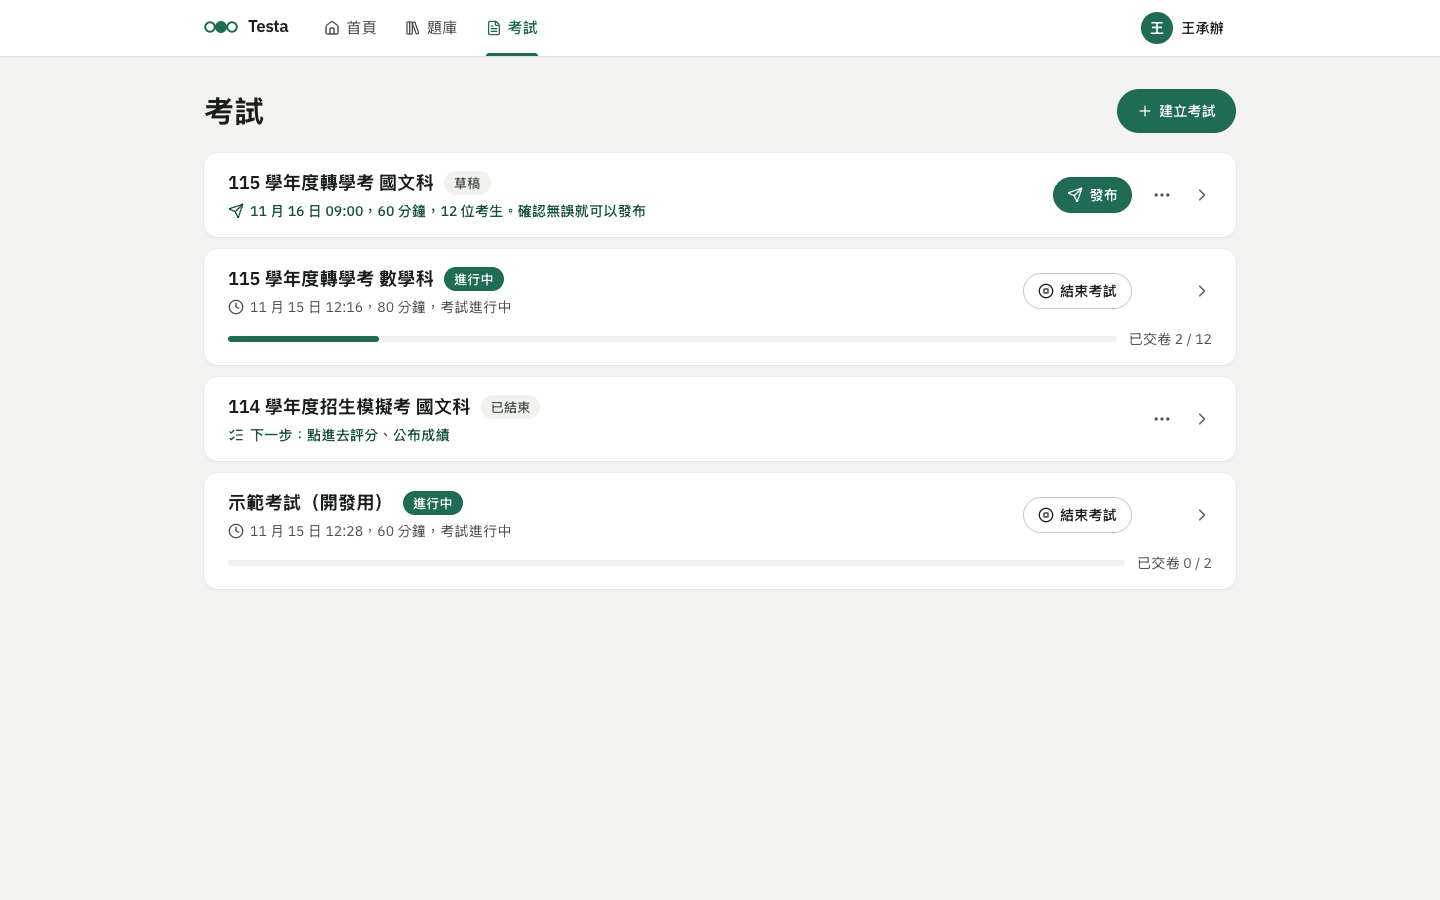 Testa
首頁
題庫
考試
王
王承辦
考試
建立考試
115 學年度轉學考 國文科
草稿
11 月 16 日 09:00，60 分鐘，12 位考生。確認無誤就可以發布
發布
115 學年度轉學考 數學科
進行中
11 月 15 日 12:16，80 分鐘，考試進行中
結束考試
已交卷 2 / 12
114 學年度招生模擬考 國文科
已結束
下一步：點進去評分、公布成績
示範考試（開發用）
進行中
11 月 15 日 12:28，60 分鐘，考試進行中
結束考試
已交卷 0 / 2